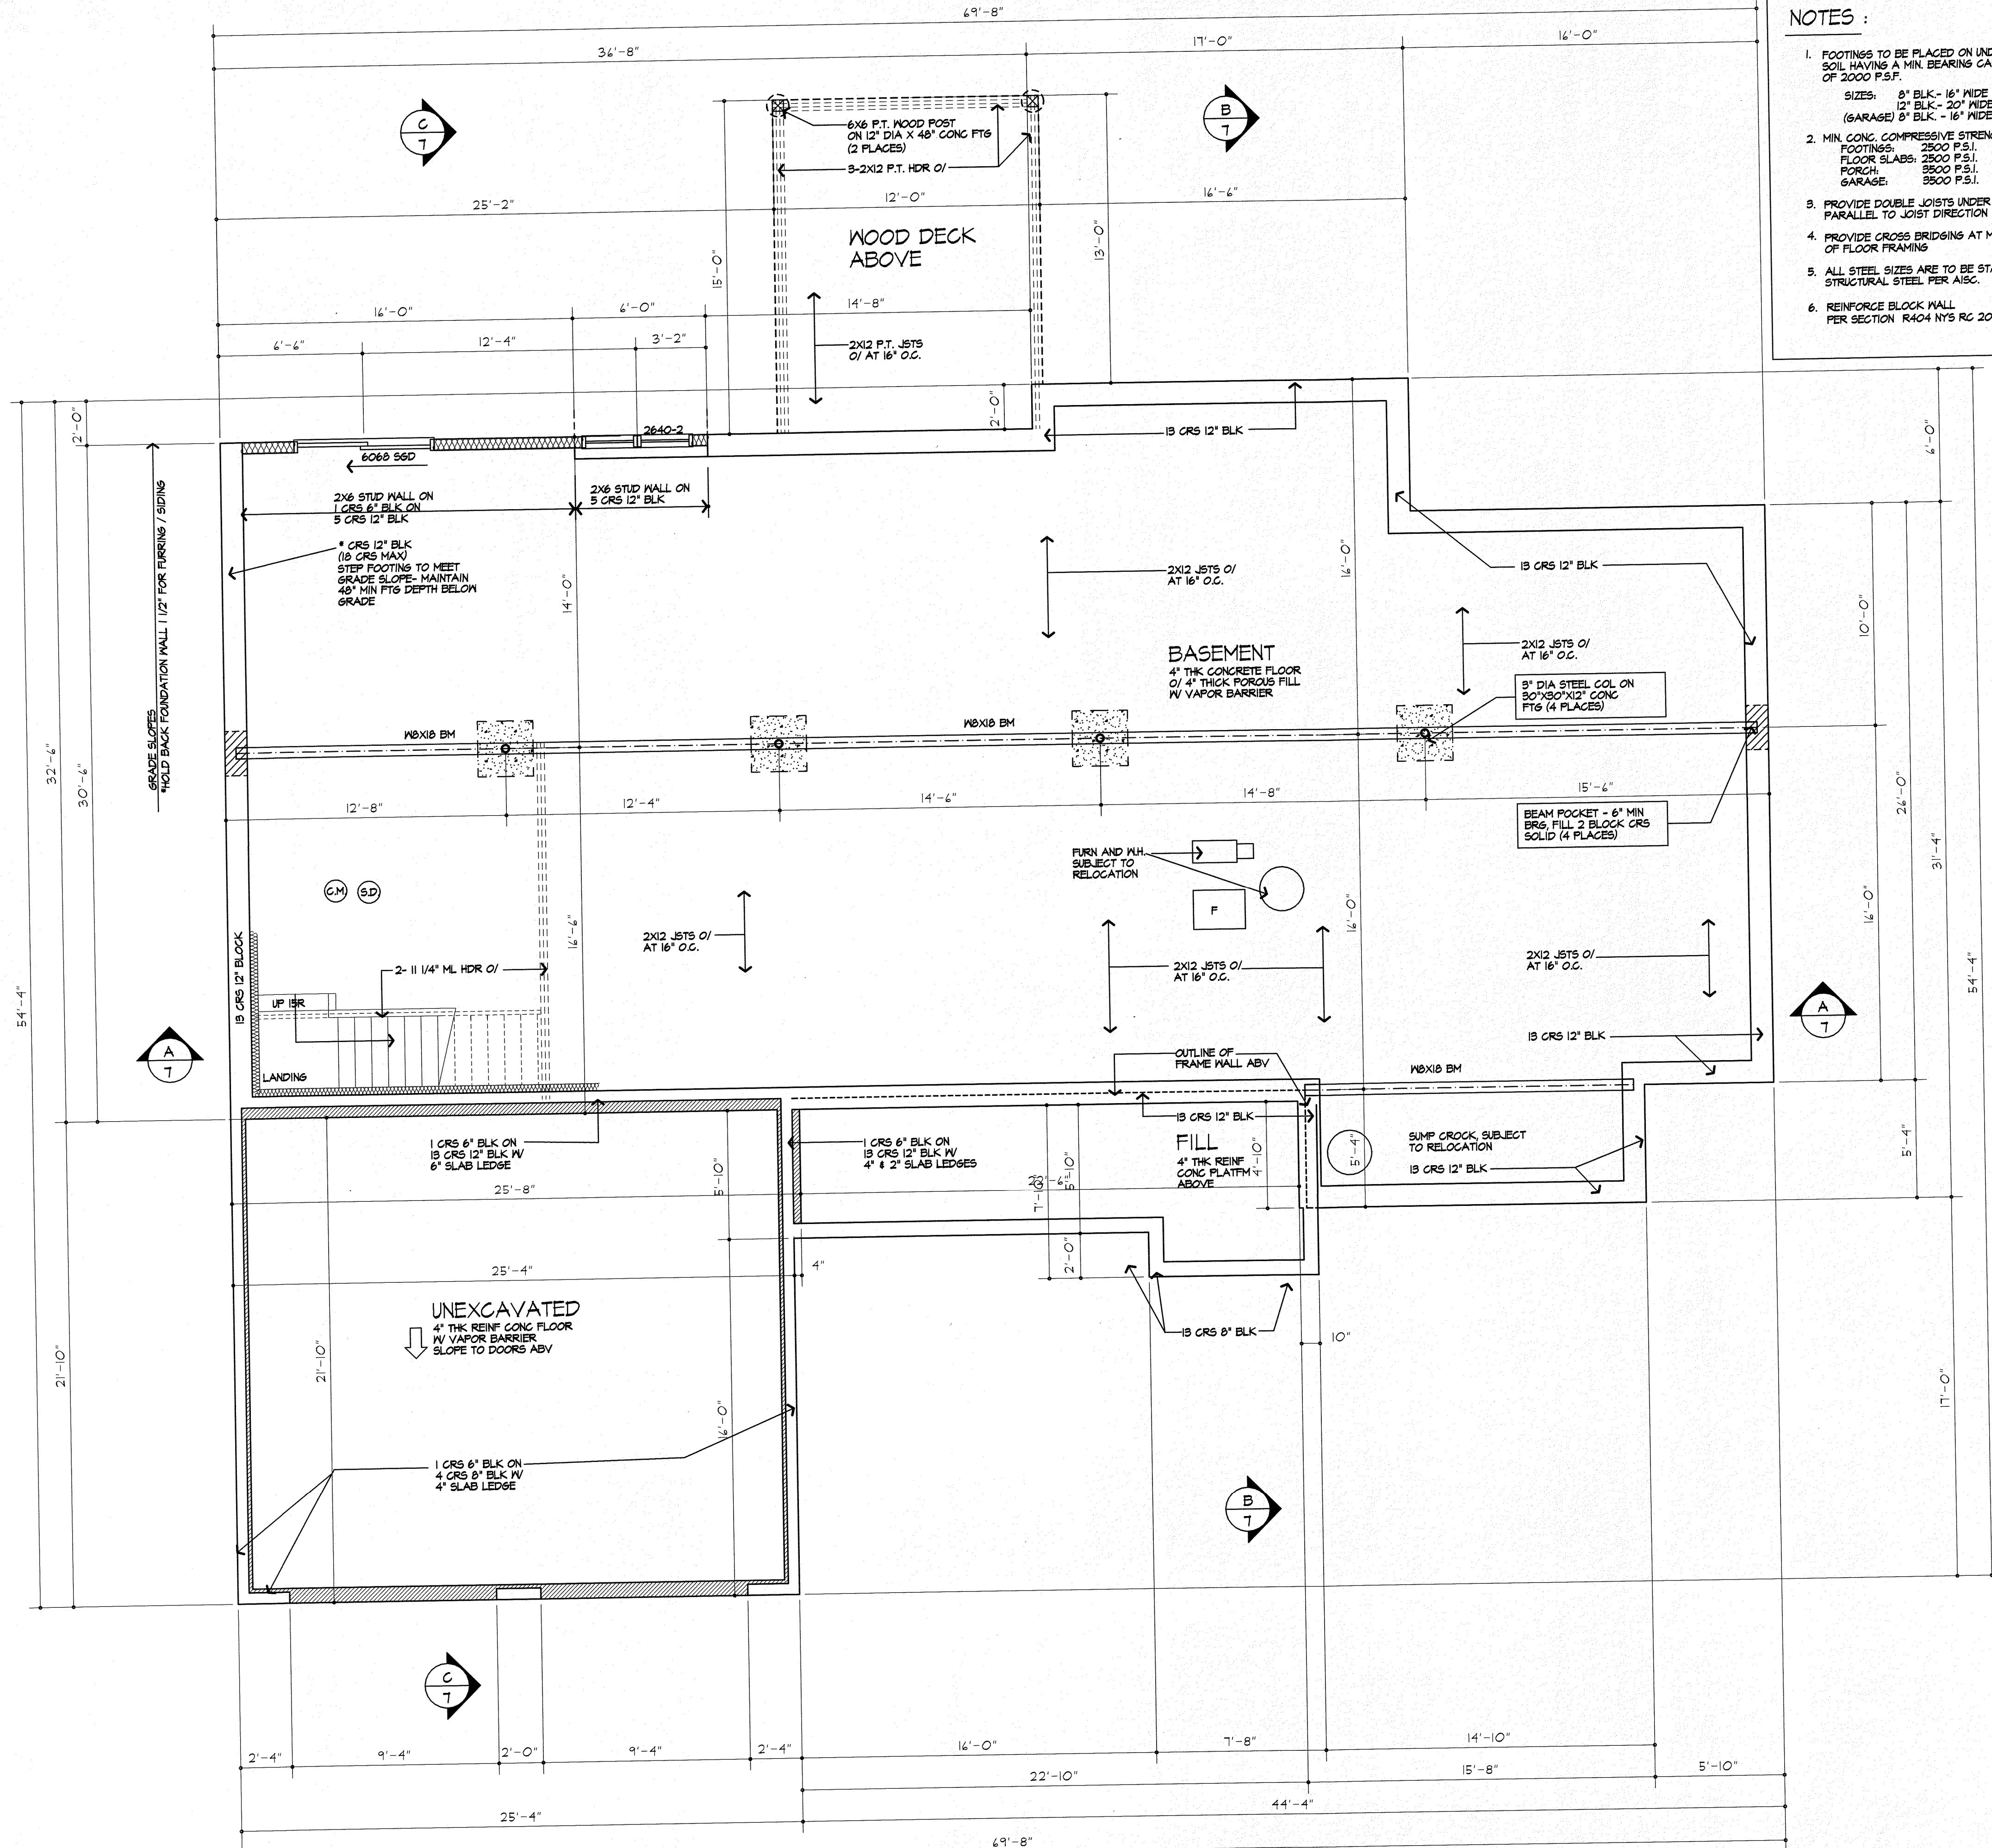 69'-8"
36'-8"
17'-0"
16'-0"
NOTES :
1. FOOTINGS TO BE PLACED ON
SOIL HAVING A MIN. BEARING
OF 2000 P.S.F.
SIZES: 8" BLK.- 16" WIDE
12" BLK.- 20" WIDE
(GARAGE) 8" BLK. - 16" WIDE
2. MIN. CONC. COMPRESSIVE
FOOTINGS: 2500 P.S.I.
FLOOR SLABS: 2500 P.S.I.
PORCH: 3500 P.S.I.
GARAGE: 3500 P.S.I.
3. PROVIDE DOUBLE JOISTS UNDER
PARALLEL TO JOIST DIRECTION
4. PROVIDE CROSS BRIDGING AT
OF FLOOR FRAMING
5. ALL STEEL SIZES ARE TO BE
STRUCTURAL STEEL PER AISC.
6. REINFORCE BLOCK WALL
PER SECTION R404 NYS RC
C
7
B
7
6X6 P.T. WOOD POST
ON 12" DIA X 48" CONC FTG
(2 PLACES)
3-2X12 P.T. HDR O/
25'-2"
12'-0"
16'-6"
WOOD DECK
ABOVE
15'-0"
13'-0"
16'-0"
6'-0"
14'-8"
6'-6"
12'-4"
3'-2"
2X12 P.T. JSTS
O/ AT 16" O.C.
2'-0"
2'-0"
2640-2
6068 SGD
13 CRS 12" BLK
6'-0"
2X6 STUD WALL ON
1 CRS 6" BLK ON
5 CRS 12" BLK
2X6 STUD WALL ON
5 CRS 12" BLK
* CRS 12" BLK
(18 CRS MAX)
STEP FOOTING TO MEET
GRADE SLOPE- MAINTAIN
48" MIN FTG DEPTH BELOW
GRADE
GRADE SLOPES
*HOLD BACK FOUNDATION WALL 1 1/2" FOR FURRING / SIDING
14'-0"
16'-0"
2X12 JSTS O/
AT 16" O.C.
13 CRS 12" BLK
10'-0"
BASEMENT
4" THK CONCRETE FLOOR
O/ 4" THICK POROUS FILL
W/ VAPOR BARRIER
2X12 JSTS O/
AT 16" O.C.
3" DIA STEEL COL ON
30"X30"X12" CONC
FTG (4 PLACES)
W8X18 BM
W8X18 BM
32'-6"
30'-6"
12'-8"
12'-4"
14'-6"
14'-8"
15'-6"
26'-0"
31'-4"
BEAM POCKET - 6" MIN
BRG, FILL 2 BLOCK CRS
SOLID (4 PLACES)
FURN AND W.H.
SUBJECT TO
RELOCATION
C.M
S.D
F
16'-6"
16'-0"
16'-0"
13 CRS 12" BLOCK
2X12 JSTS O/
AT 16" O.C.
2- 11 1/4" ML HDR O/
2X12 JSTS O/
AT 16" O.C.
2X12 JSTS O/
AT 16" O.C.
54'-4"
54'-4"
UP 15R
LANDING
A
7
A
7
13 CRS 12" BLK
OUTLINE OF
FRAME WALL ABV
W8X18 BM
1 CRS 6" BLK ON
13 CRS 12" BLK W/
6" SLAB LEDGE
1 CRS 6" BLK ON
13 CRS 12" BLK W/
4" & 2" SLAB LEDGES
13 CRS 12" BLK
FILL
4" THK REINF
CONC PLATFM
ABOVE
SUMP CROCK, SUBJECT
TO RELOCATION
13 CRS 12" BLK
5'-4"
5'-4"
4'-10"
5'-10"
5'-10"
25'-8"
22'-6"
2'-0"
25'-4"
4"
UNEXCAVATED
4" THK REINF CONC FLOOR
W/ VAPOR BARRIER
SLOPE TO DOORS ABV
13 CRS 8" BLK
10"
21'-10"
21'-10"
16'-0"
17'-0"
1 CRS 6" BLK ON
4 CRS 8" BLK W/
4" SLAB LEDGE
B
7
C
7
2'-4"
9'-4"
2'-0"
9'-4"
2'-4"
16'-0"
7'-8"
14'-10"
22'-10"
15'-8"
5'-10"
25'-4"
44'-4"
69'-8"